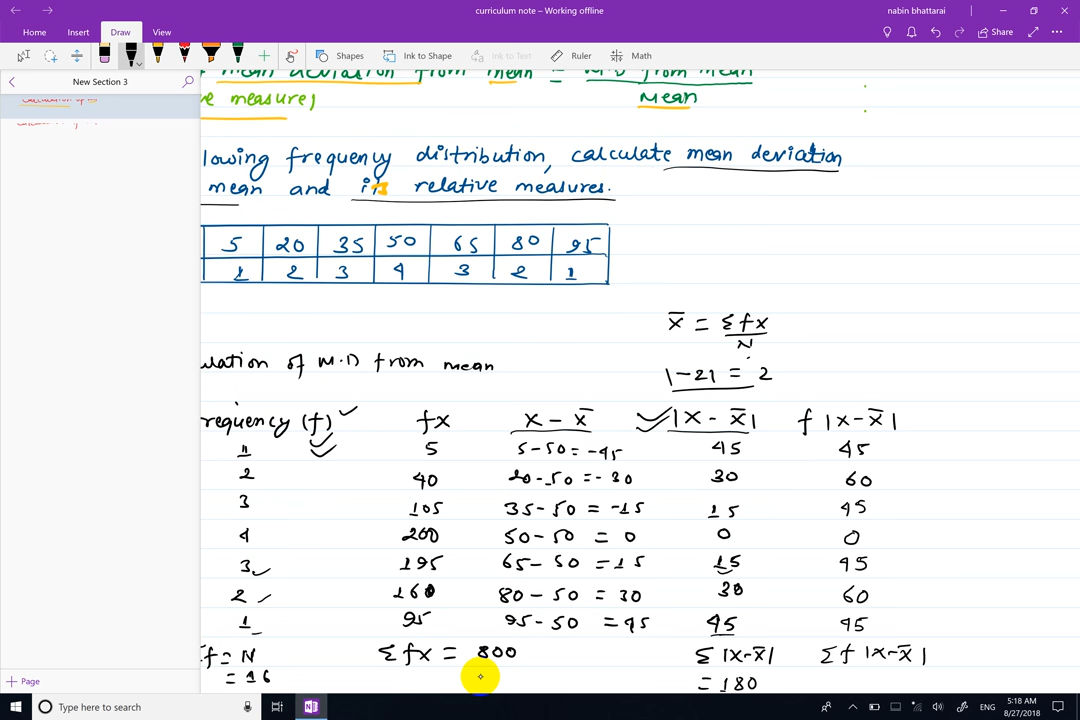 curriculum note – Working offline
nabin bhattarai
Home Insert Draw View
Share
Ink to Shape Ink to Text Shapes Ruler Math
New Section 3
mean deviation from mean = M.D from mean
ve measure) Mean
lowing frequency distribution, calculate mean deviation
mean and its relative measures.
5 20 35 50 65 80 95
1 2 3 4 3 2 1
x̄ = Σfx
N
ulation of M.D from mean
|-2| = 2
requency (f) fx x - x̄ |x - x̄| f |x - x̄|
1 5 5-50 = -45 45 45
2 40 20-50 = -30 30 60
3 105 35-50 = -15 15 45
4 200 50-50 = 0 0 0
3 195 65-50 = 15 15 45
2 160 80-50 = 30 30 60
1 95 95-50 = 45 45 45
Σf = N Σfx = 800 Σ |x-x̄| Σf |x-x̄|
= 16 = 180
Page
Type here to search
ENG
5:18 AM
8/27/2018